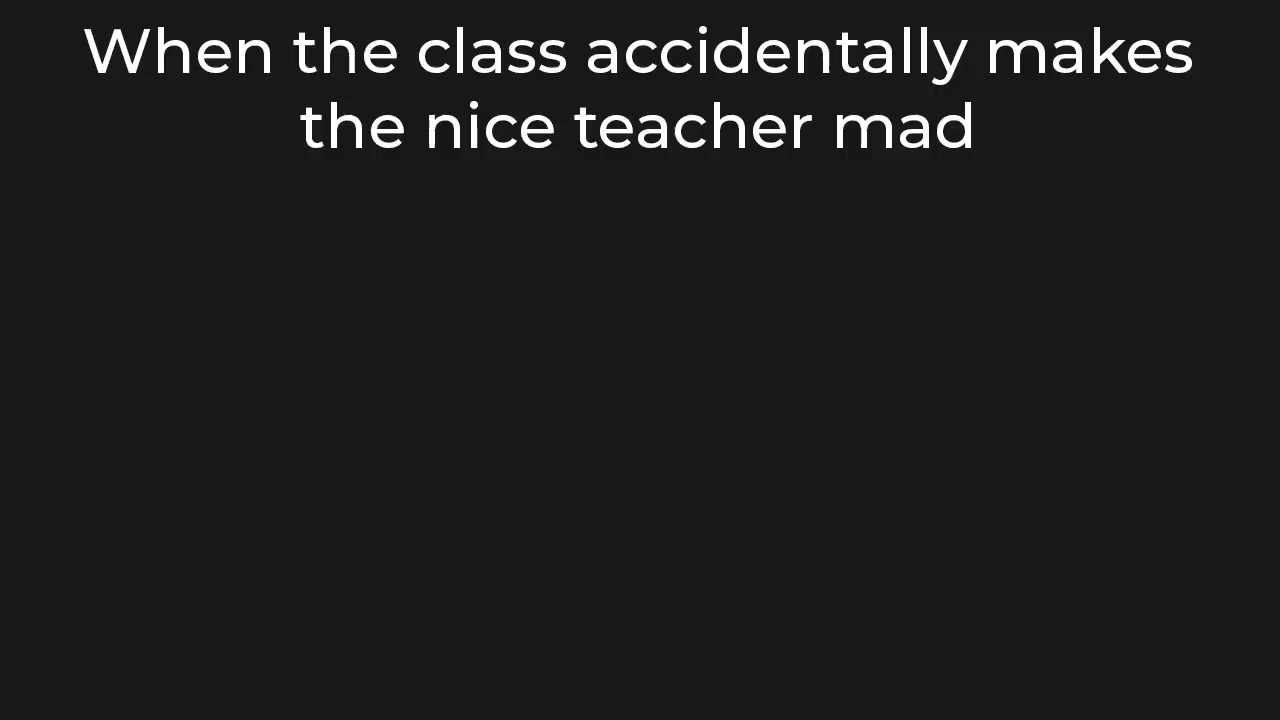 When the class accidentally makes
the nice teacher mad